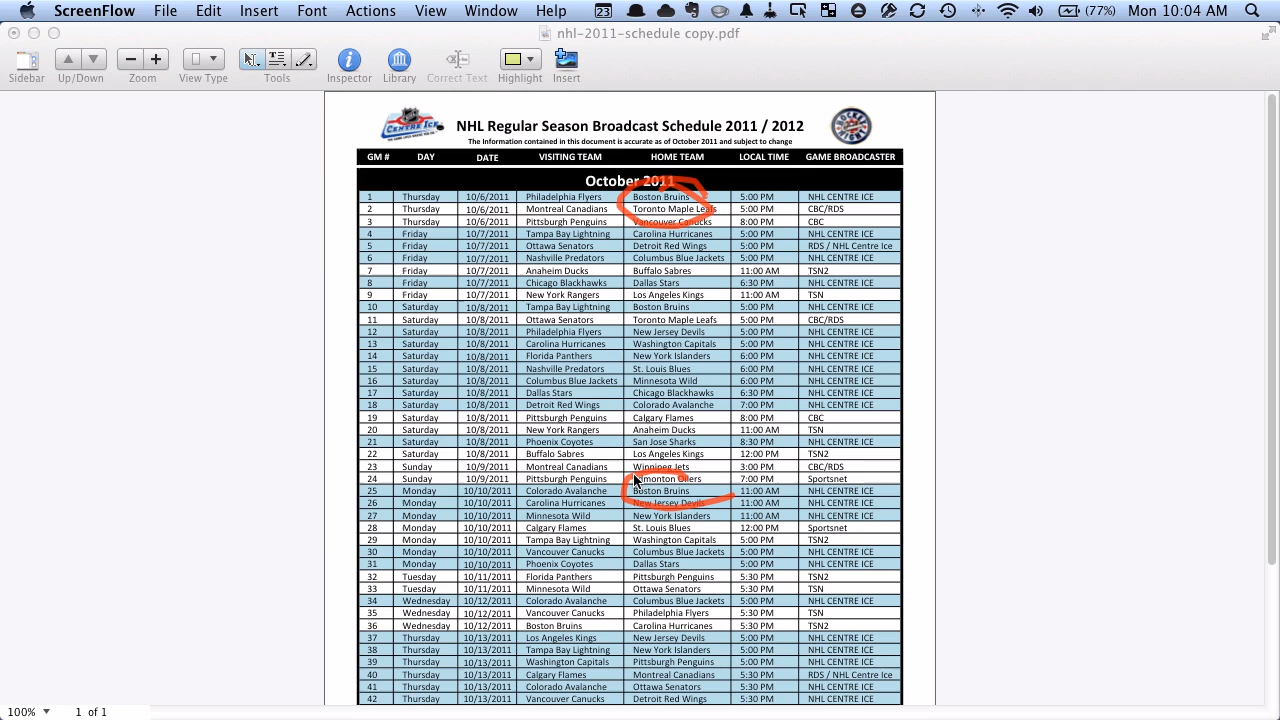 ScreenFlow File Edit Insert Font Actions View Window Help 23 (77%) Mon 10:04 AM
nhl-2011-schedule copy.pdf
Sidebar Up/Down Zoom View Type Tools Inspector Library Correct Text Highlight Insert
CENTRE ICE NHL Regular Season Broadcast Schedule 2011 / 2012
The Information contained in this document is accurate as of October 2011 and subject to change
GM # DAY DATE VISITING TEAM HOME TEAM LOCAL TIME GAME BROADCASTER
October 2011
1 Thursday 10/6/2011 Philadelphia Flyers Boston Bruins 5:00 PM NHL CENTRE ICE
2 Thursday 10/6/2011 Montreal Canadians Toronto Maple Leafs 5:00 PM CBC/RDS
3 Thursday 10/6/2011 Pittsburgh Penguins Vancouver Canucks 8:00 PM CBC
4 Friday 10/7/2011 Tampa Bay Lightning Carolina Hurricanes 5:00 PM NHL CENTRE ICE
5 Friday 10/7/2011 Ottawa Senators Detroit Red Wings 5:00 PM RDS / NHL Centre Ice
6 Friday 10/7/2011 Nashville Predators Columbus Blue Jackets 5:00 PM NHL CENTRE ICE
7 Friday 10/7/2011 Anaheim Ducks Buffalo Sabres 11:00 AM TSN2
8 Friday 10/7/2011 Chicago Blackhawks Dallas Stars 6:30 PM NHL CENTRE ICE
9 Friday 10/7/2011 New York Rangers Los Angeles Kings 11:00 AM TSN
10 Saturday 10/8/2011 Tampa Bay Lightning Boston Bruins 5:00 PM NHL CENTRE ICE
11 Saturday 10/8/2011 Ottawa Senators Toronto Maple Leafs 5:00 PM CBC/RDS
12 Saturday 10/8/2011 Philadelphia Flyers New Jersey Devils 5:00 PM NHL CENTRE ICE
13 Saturday 10/8/2011 Carolina Hurricanes Washington Capitals 5:00 PM NHL CENTRE ICE
14 Saturday 10/8/2011 Florida Panthers New York Islanders 6:00 PM NHL CENTRE ICE
15 Saturday 10/8/2011 Nashville Predators St. Louis Blues 6:00 PM NHL CENTRE ICE
16 Saturday 10/8/2011 Columbus Blue Jackets Minnesota Wild 6:00 PM NHL CENTRE ICE
17 Saturday 10/8/2011 Dallas Stars Chicago Blackhawks 6:30 PM NHL CENTRE ICE
18 Saturday 10/8/2011 Detroit Red Wings Colorado Avalanche 7:00 PM NHL CENTRE ICE
19 Saturday 10/8/2011 Pittsburgh Penguins Calgary Flames 8:00 PM CBC
20 Saturday 10/8/2011 New York Rangers Anaheim Ducks 11:00 AM TSN
21 Saturday 10/8/2011 Phoenix Coyotes San Jose Sharks 8:30 PM NHL CENTRE ICE
22 Saturday 10/8/2011 Buffalo Sabres Los Angeles Kings 12:00 PM TSN2
23 Sunday 10/9/2011 Montreal Canadians Winnipeg Jets 3:00 PM CBC/RDS
24 Sunday 10/9/2011 Pittsburgh Penguins Edmonton Oilers 7:00 PM Sportsnet
25 Monday 10/10/2011 Colorado Avalanche Boston Bruins 11:00 AM NHL CENTRE ICE
26 Monday 10/10/2011 Carolina Hurricanes New Jersey Devils 11:00 AM NHL CENTRE ICE
27 Monday 10/10/2011 Minnesota Wild New York Islanders 11:00 AM NHL CENTRE ICE
28 Monday 10/10/2011 Calgary Flames St. Louis Blues 12:00 PM Sportsnet
29 Monday 10/10/2011 Tampa Bay Lightning Washington Capitals 5:00 PM TSN2
30 Monday 10/10/2011 Vancouver Canucks Columbus Blue Jackets 5:00 PM NHL CENTRE ICE
31 Monday 10/10/2011 Phoenix Coyotes Dallas Stars 5:00 PM NHL CENTRE ICE
32 Tuesday 10/11/2011 Florida Panthers Pittsburgh Penguins 5:30 PM TSN2
33 Tuesday 10/11/2011 Minnesota Wild Ottawa Senators 5:30 PM TSN
34 Wednesday 10/12/2011 Colorado Avalanche Columbus Blue Jackets 5:00 PM NHL CENTRE ICE
35 Wednesday 10/12/2011 Vancouver Canucks Philadelphia Flyers 5:30 PM TSN
36 Wednesday 10/12/2011 Boston Bruins Carolina Hurricanes 5:30 PM TSN2
37 Thursday 10/13/2011 Los Angeles Kings New Jersey Devils 5:00 PM NHL CENTRE ICE
38 Thursday 10/13/2011 Tampa Bay Lightning New York Islanders 5:00 PM NHL CENTRE ICE
39 Thursday 10/13/2011 Washington Capitals Pittsburgh Penguins 5:00 PM NHL CENTRE ICE
40 Thursday 10/13/2011 Calgary Flames Montreal Canadians 5:30 PM RDS / NHL Centre Ice
41 Thursday 10/13/2011 Colorado Avalanche Ottawa Senators 5:30 PM NHL CENTRE ICE
42 Thursday 10/13/2011 Vancouver Canucks Detroit Red Wings 5:30 PM NHL CENTRE ICE
100% 1 of 1